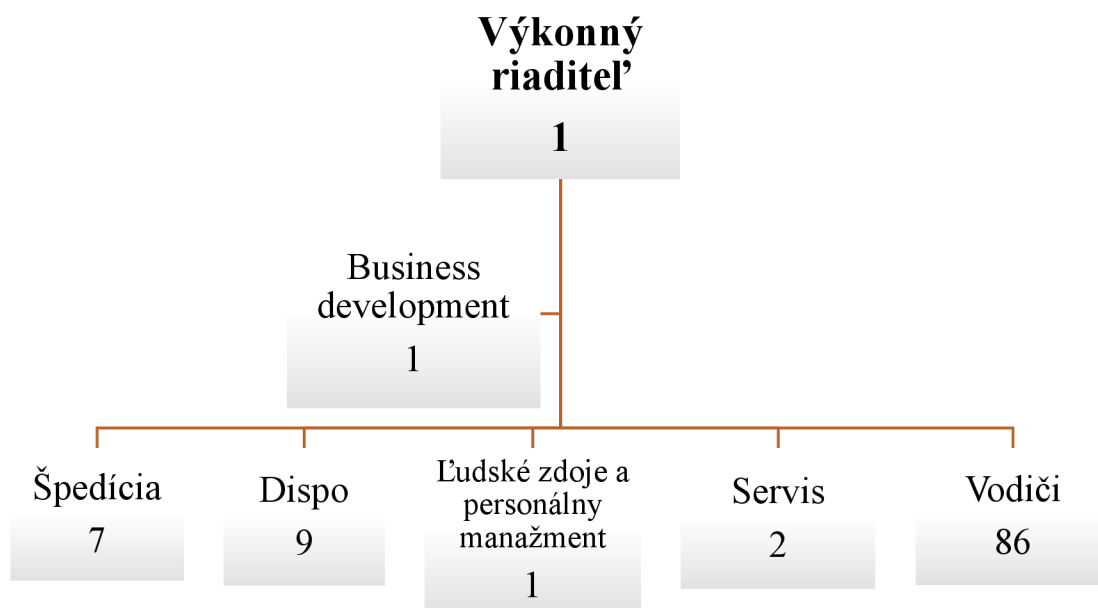 Výkonný
riaditeľ
1
Business
development
1
Špedícia
7
Dispo
9
Ľudské zdoje a
personálny
manažment
1
Servis
2
Vodiči
86